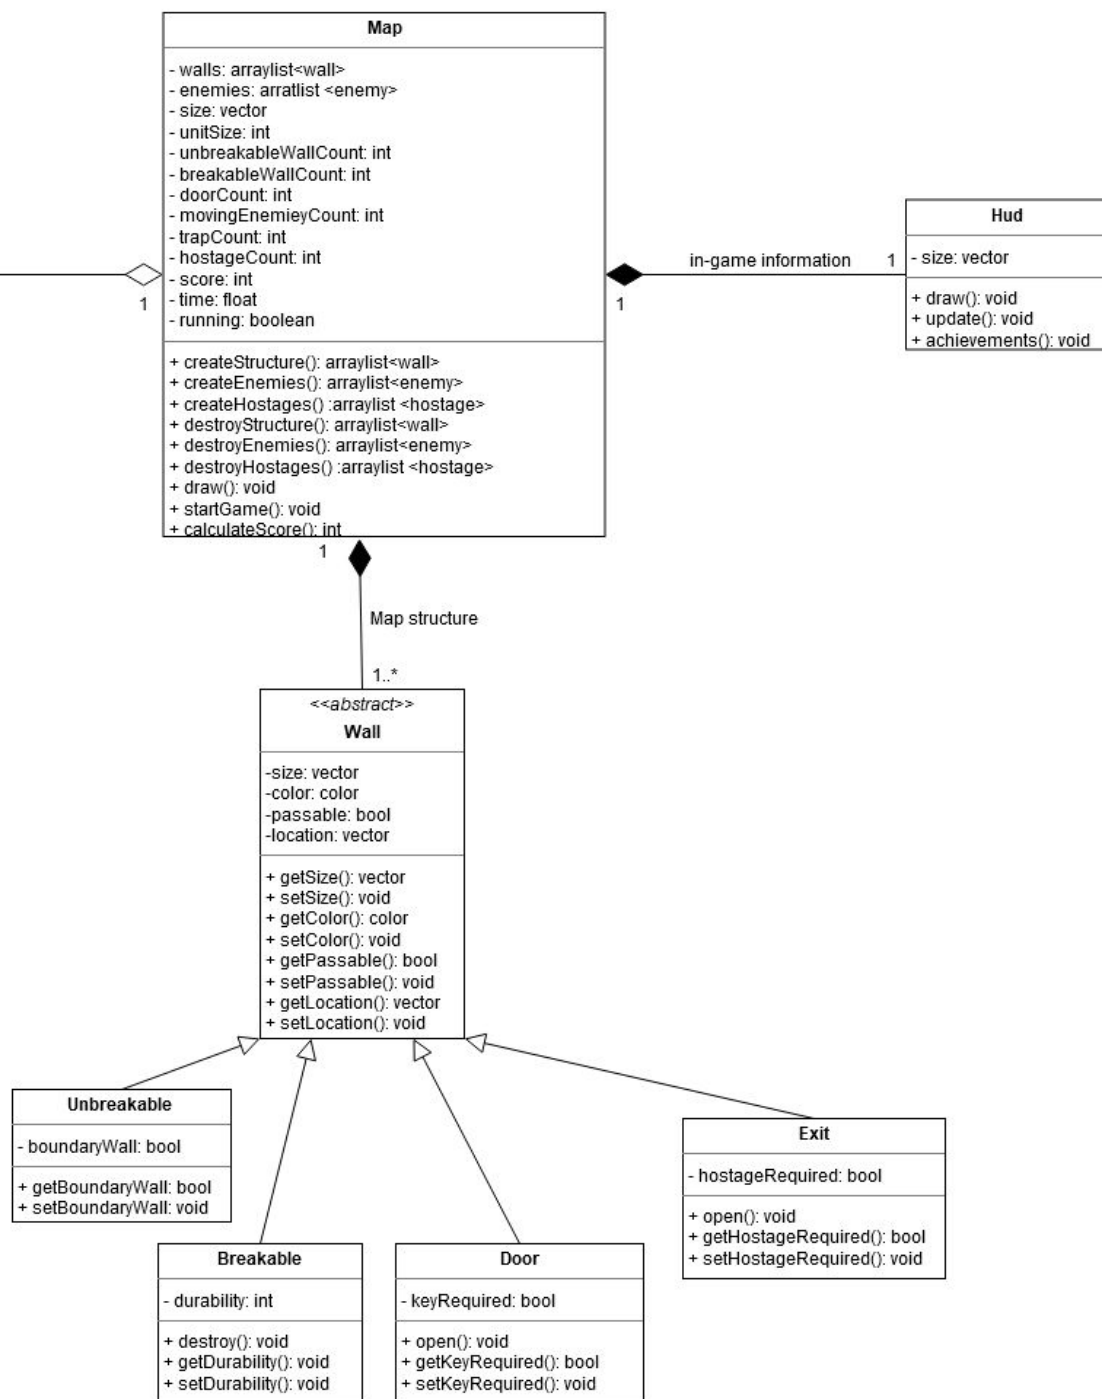 Map
- walls: arraylist<wall>
- enemies: arratlist <enemy>
- size: vector
- unitSize: int
- unbreakableWallCount: int
- breakableWallCount: int
- doorCount: int
- movingEnemieyCount: int
- trapCount: int
- hostageCount: int
- score: int
- time: float
- running: boolean
+ createStructure(): arraylist<wall>
+ createEnemies(): arraylist<enemy>
+ createHostages() :arraylist <hostage>
+ destroyStructure(): arraylist<wall>
+ destroyEnemies(): arraylist<enemy>
+ destroyHostages() :arraylist <hostage>
+ draw(): void
+ startGame(): void
+ calculateScore(): int
1
1
in-game information
1
Hud
- size: vector
+ draw(): void
+ update(): void
+ achievements(): void
1
Map structure
1..*
<<abstract>>
Wall
-size: vector
-color: color
-passable: bool
-location: vector
+ getSize(): vector
+ setSize(): void
+ getColor(): color
+ setColor(): void
+ getPassable(): bool
+ setPassable(): void
+ getLocation(): vector
+ setLocation(): void
Unbreakable
- boundaryWall: bool
+ getBoundaryWall: bool
+ setBoundaryWall: void
Breakable
- durability: int
+ destroy(): void
+ getDurability(): void
+ setDurability(): void
Door
- keyRequired: bool
+ open(): void
+ getKeyRequired(): bool
+ setKeyRequired(): void
Exit
- hostageRequired: bool
+ open(): void
+ getHostageRequired(): bool
+ setHostageRequired(): void